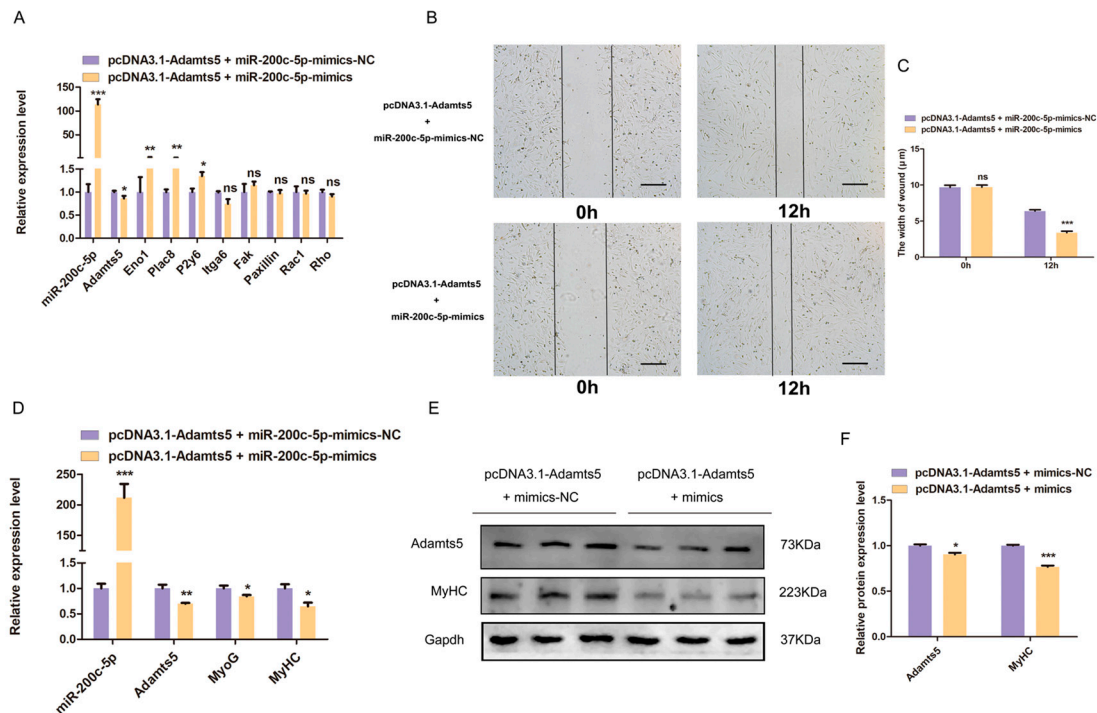 A
pcDNA3.1-Adamts5 + miR-200c-5p-mimics-NC
pcDNA3.1-Adamts5 + miR-200c-5p-mimics
Relative expression level
150
100
50
1.5
1.0
0.5
0.0
***
*
**
**
*
ns
ns
ns
ns
ns
miR-200c-5p
Adamts5
Eno1
Plac8
P2y6
Itga6
Fak
Paxillin
Rac1
Rho
B
pcDNA3.1-Adamts5
+
miR-200c-5p-mimics-NC
0h
12h
pcDNA3.1-Adamts5
+
miR-200c-5p-mimics
0h
12h
C
pcDNA3.1-Adamts5 + miR-200c-5p-mimics-NC
pcDNA3.1-Adamts5 + miR-200c-5p-mimics
The width of wound (μm)
15
10
5
0
ns
***
0h
12h
D
pcDNA3.1-Adamts5 + miR-200c-5p-mimics-NC
pcDNA3.1-Adamts5 + miR-200c-5p-mimics
Relative expression level
250
200
150
100
50
1.5
1.0
0.5
0.0
***
**
*
*
miR-200c-5p
Adamts5
MyoG
MyHC
E
pcDNA3.1-Adamts5
+ mimics-NC
pcDNA3.1-Adamts5
+ mimics
Adamts5
73KDa
MyHC
223KDa
Gapdh
37KDa
F
pcDNA3.1-Adamts5 + mimics-NC
pcDNA3.1-Adamts5 + mimics
Relative protein expression level
1.5
1.0
0.5
0.0
*
***
Adamts5
MyHC